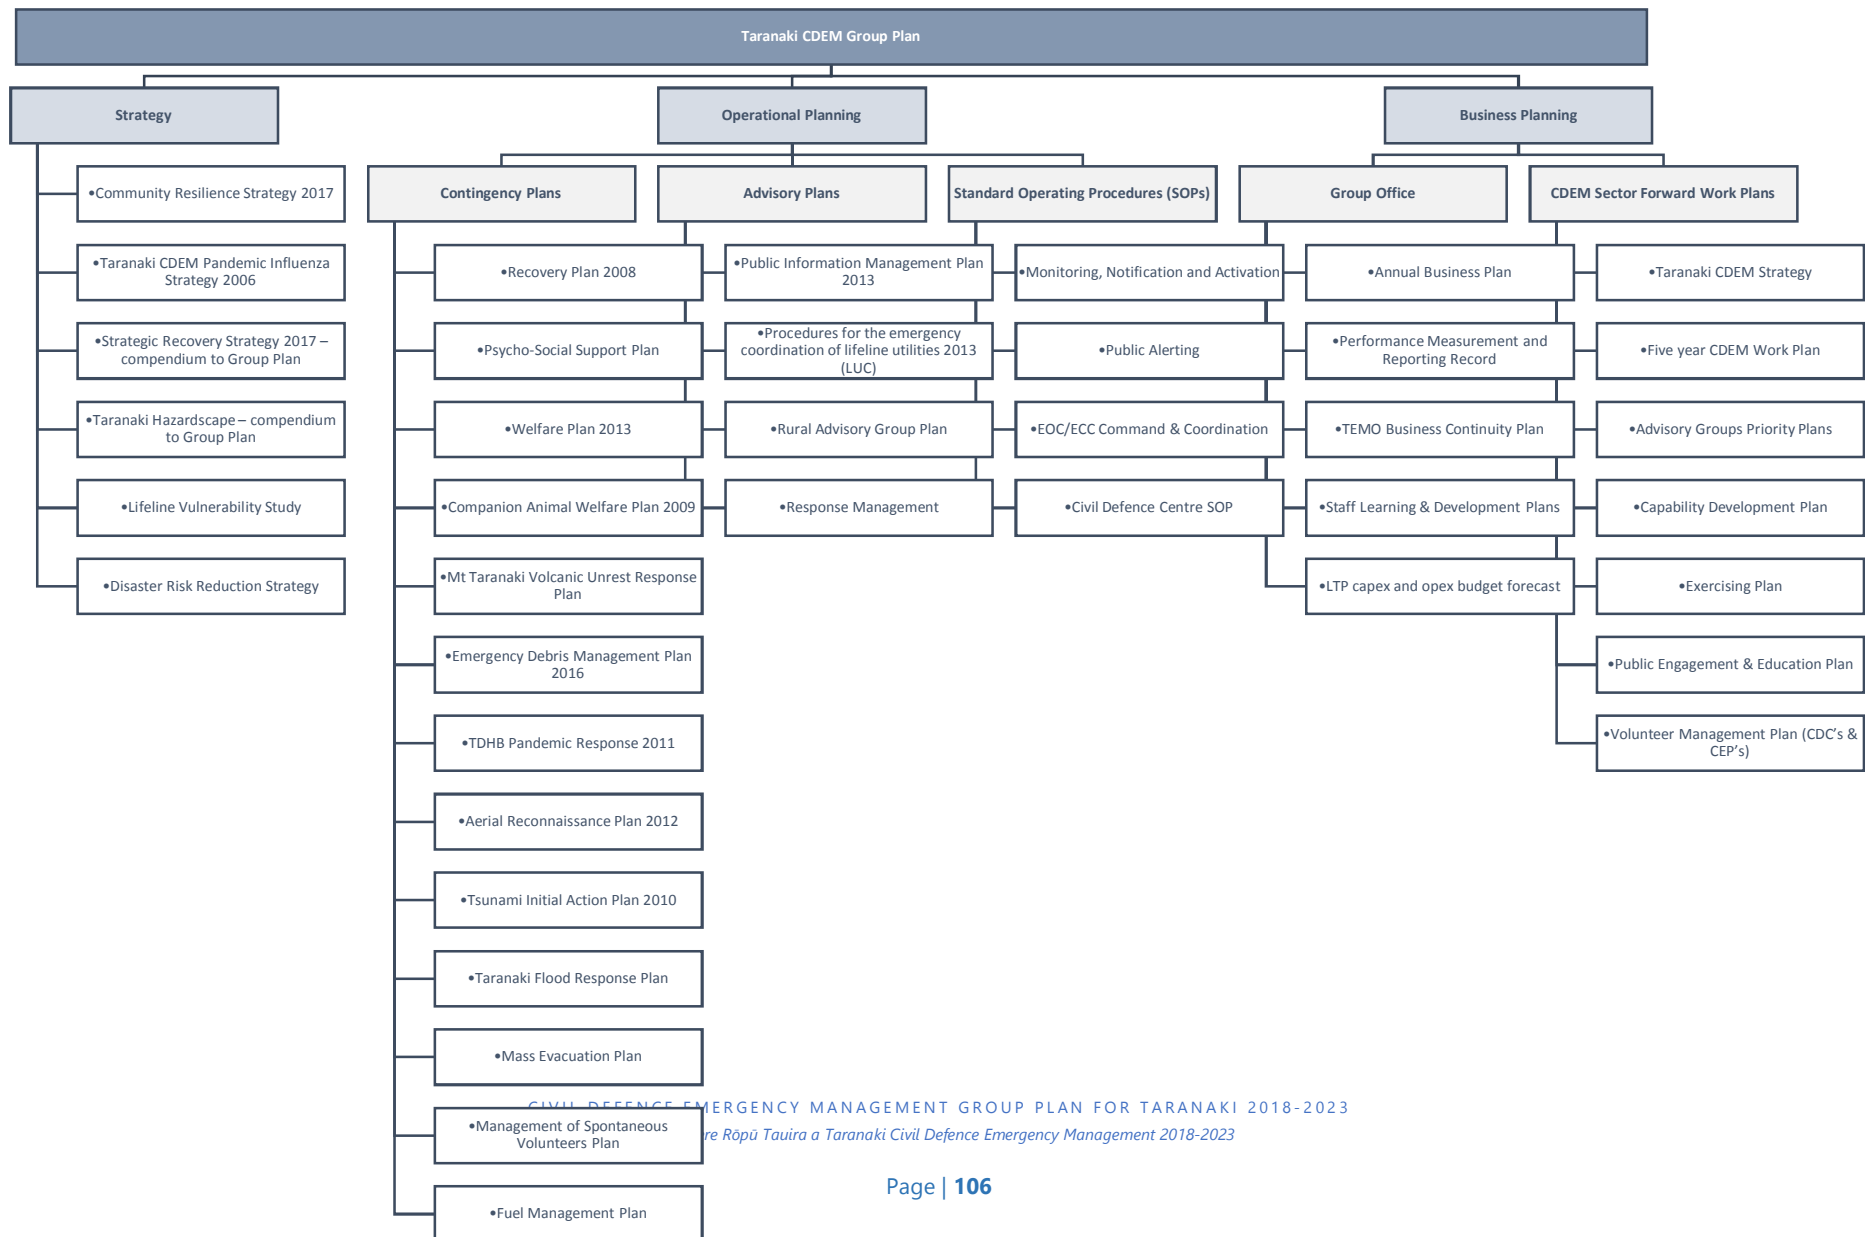 Taranaki CDEM Group Plan
Strategy
•Community Resilience Strategy 2017
•Taranaki CDEM Pandemic Influenza
Strategy 2006
•Strategic Recovery Strategy 2017 –
compendium to Group Plan
•Taranaki Hazardscape – compendium
to Group Plan
•Lifeline Vulnerability Study
•Disaster Risk Reduction Strategy
Operational Planning
Contingency Plans
•Recovery Plan 2008
•Psycho-Social Support Plan
•Welfare Plan 2013
•Companion Animal Welfare Plan 2009
•Mt Taranaki Volcanic Unrest Response
Plan
•Emergency Debris Management Plan
2016
•TDHB Pandemic Response 2011
•Aerial Reconnaissance Plan 2012
•Tsunami Initial Action Plan 2010
•Taranaki Flood Response Plan
•Mass Evacuation Plan
•Management of Spontaneous
Volunteers Plan
•Fuel Management Plan
Advisory Plans
•Public Information Management Plan
2013
•Procedures for the emergency
coordination of lifeline utilities 2013
(LUC)
•Rural Advisory Group Plan
•Response Management
Standard Operating Procedures (SOPs)
•Monitoring, Notification and Activation
•Public Alerting
•EOC/ECC Command & Coordination
•Civil Defence Centre SOP
Business Planning
Group Office
•Annual Business Plan
•Performance Measurement and
Reporting Record
•TEMO Business Continuity Plan
•Staff Learning & Development Plans
•LTP capex and opex budget forecast
CDEM Sector Forward Work Plans
•Taranaki CDEM Strategy
•Five year CDEM Work Plan
•Advisory Groups Priority Plans
•Capability Development Plan
•Exercising Plan
•Public Engagement & Education Plan
•Volunteer Management Plan (CDC’s &
CEP’s)
CIVIL DEFENCE EMERGENCY MANAGEMENT GROUP PLAN FOR TARANAKI 2018-2023
Rōpū Tauira a Taranaki Civil Defence Emergency Management 2018-2023
Page | 106